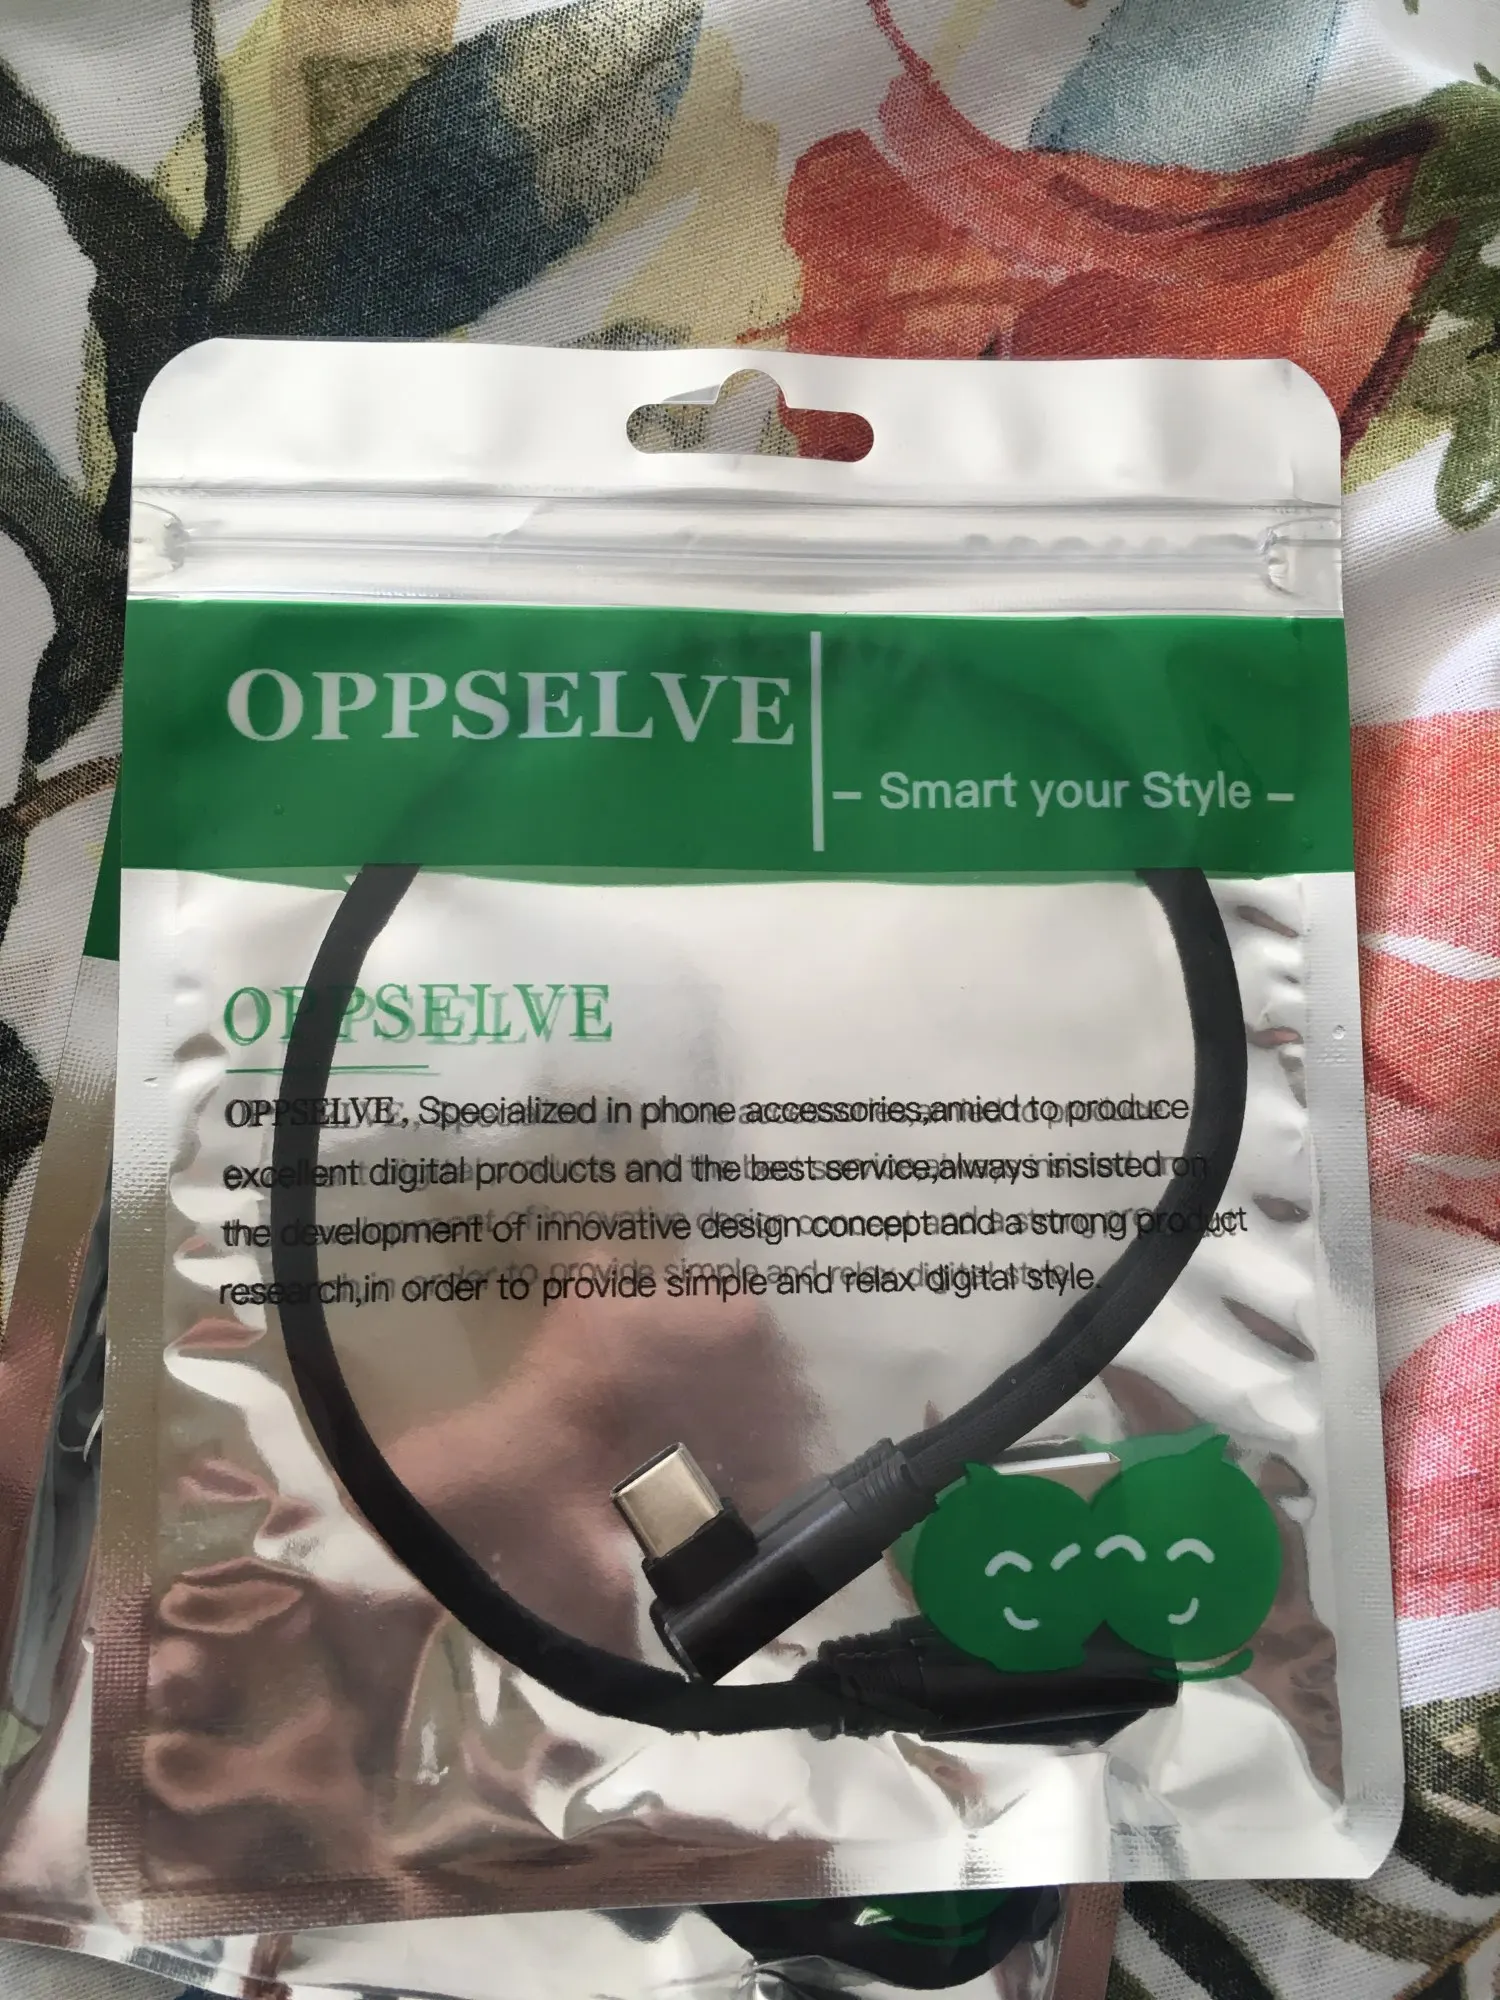 OPPSELVE
– Smart your Style –
OPPSELVE
OPPSELVE, Specialized in phone accessories,amied to produce
excellent digital products and the best service,always insisted on
the development of innovative design concept and a strong product
research,in order to provide simple and relax digital style.